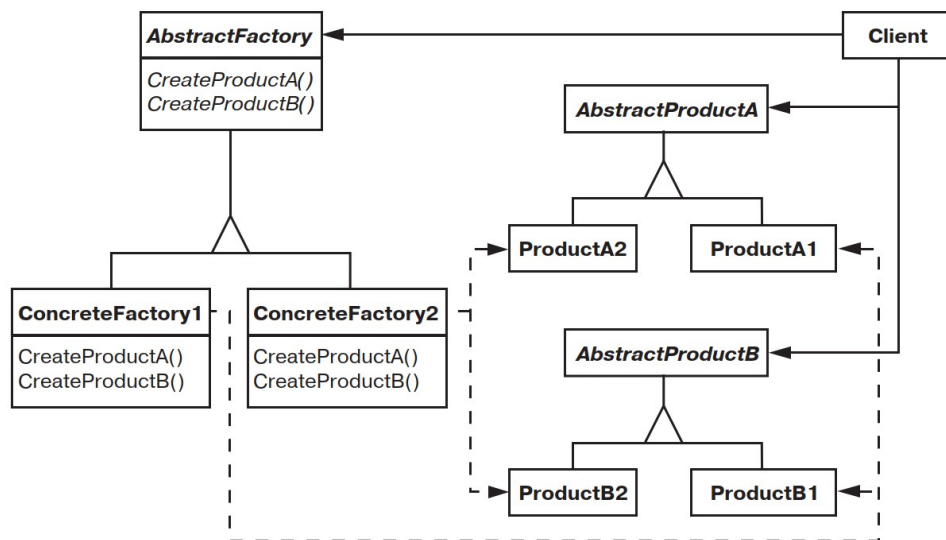 AbstractFactory
CreateProductA()
CreateProductB()
Client
AbstractProductA
ProductA2
ProductA1
ConcreteFactory1
CreateProductA()
CreateProductB()
ConcreteFactory2
CreateProductA()
CreateProductB()
AbstractProductB
ProductB2
ProductB1